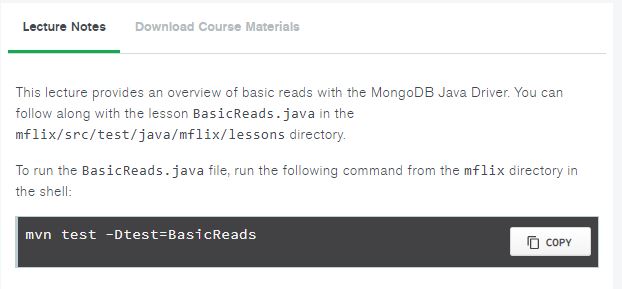 Lecture Notes Download Course Materials
This lecture provides an overview of basic reads with the MongoDB Java Driver. You can
follow along with the lesson BasicReads.java in the
mflix/src/test/java/mflix/lessons directory.
To run the BasicReads.java file, run the following command from the mflix directory in
the shell:
mvn test -Dtest=BasicReads
COPY